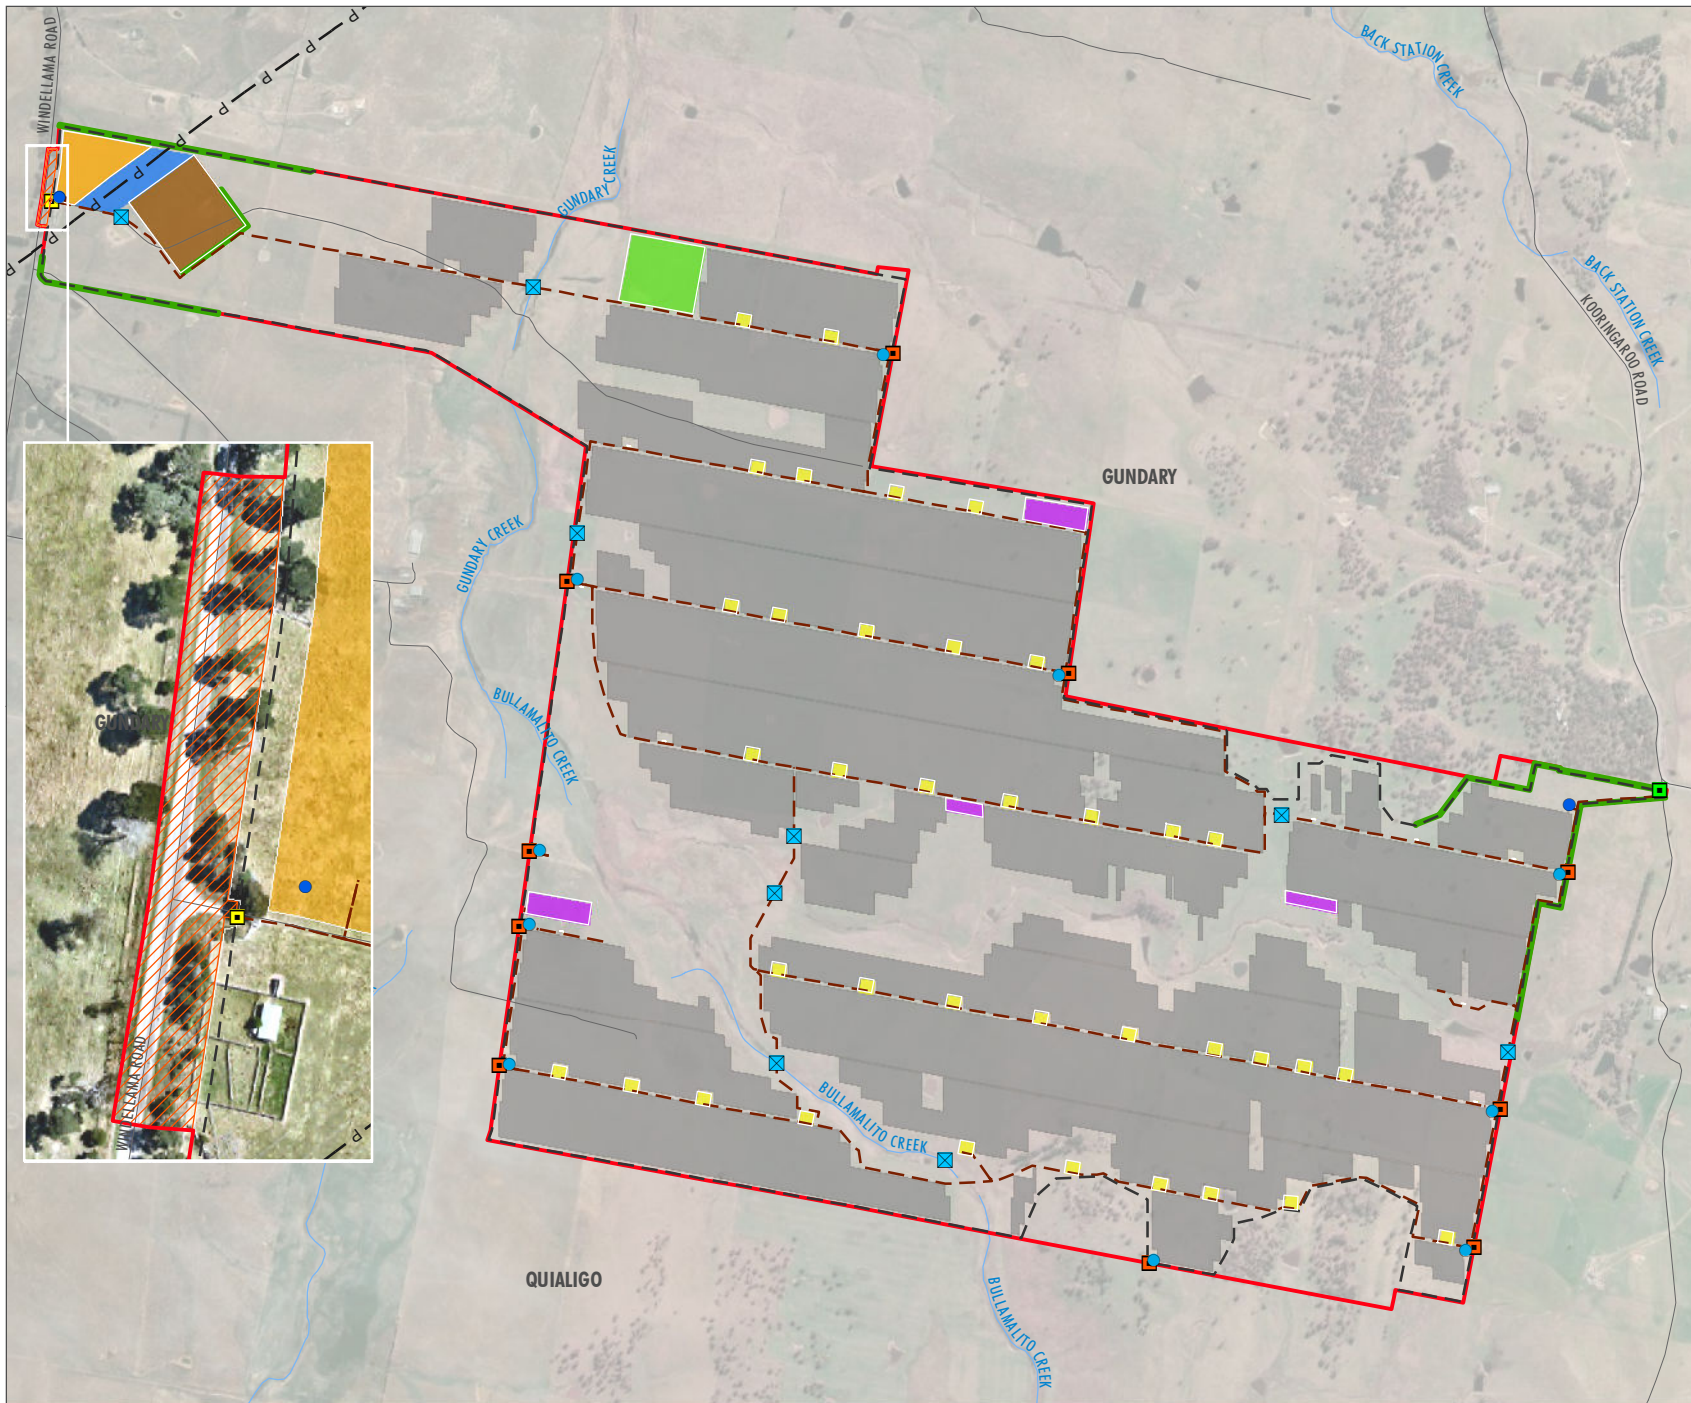 WINDELLAMA ROAD
P
P
P
P
P
P
P
P
P
BACK STATION CREEK
GUNDARY CREEK
BACK STATION CREEK
KOORINGAROO ROAD
GUNDARY
GUNDARY CREEK
BULLAMALITO CREEK
GUNDARY
WINDELLAMA ROAD
P
BULLAMALITO CREEK
QUIALIGO
BULLAMALITO CREEK